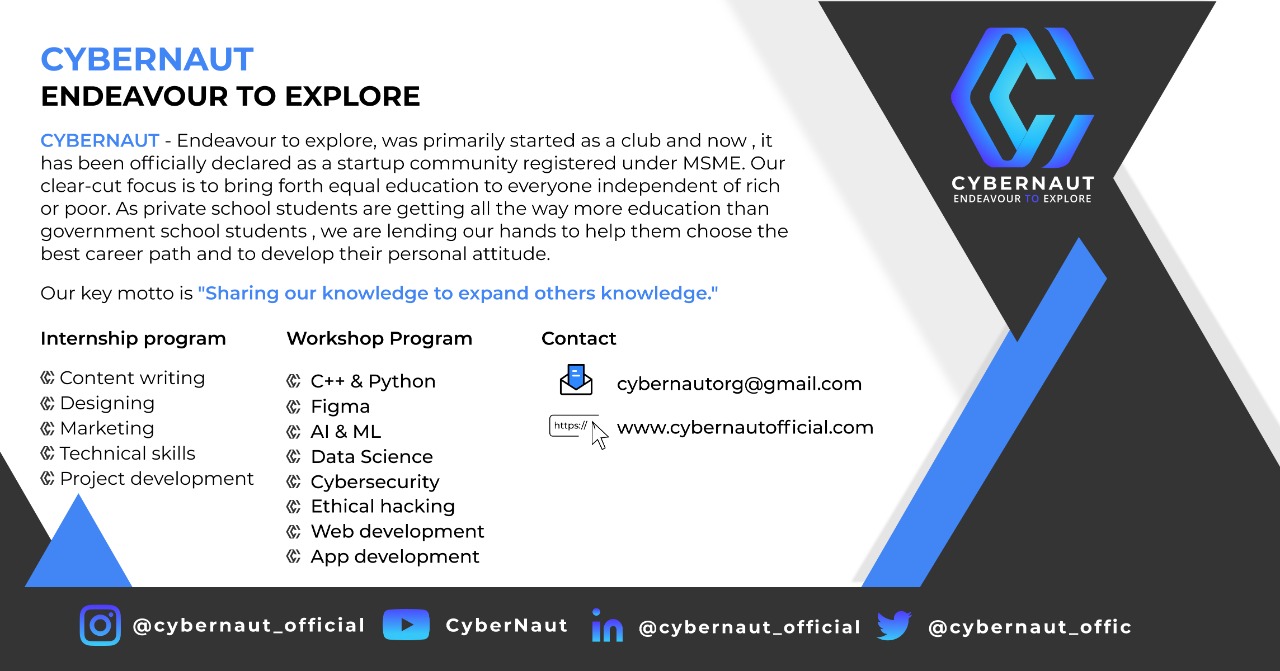 CYBERNAUT
ENDEAVOUR TO EXPLORE
CYBERNAUT - Endeavour to explore, was primarily started as a club and now , it
has been officially declared as a startup community registered under MSME. Our
clear-cut focus is to bring forth equal education to everyone independent of rich
or poor. As private school students are getting all the way more education than
government school students , we are lending our hands to help them choose the
best career path and to develop their personal attitude.
Our key motto is "Sharing our knowledge to expand others knowledge."
Internship program
Content writing
Designing
Marketing
Technical skills
Project development
Workshop Program
C++ & Python
Figma
AI & ML
Data Science
Cybersecurity
Ethical hacking
Web development
App development
Contact
cybernautorg@gmail.com
https://
www.cybernautofficial.com
CYBERNAUT
ENDEAVOUR TO EXPLORE
@cybernaut_official
CyberNaut
in
@cybernaut_official
@cybernaut_offic